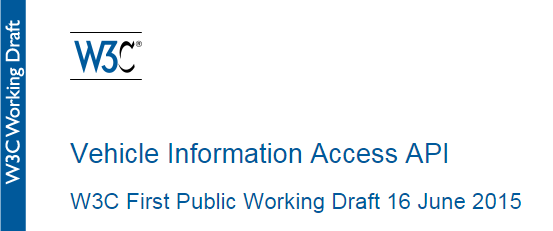 W3C Working Draft
W3C®
Vehicle Information Access API
W3C First Public Working Draft 16 June 2015